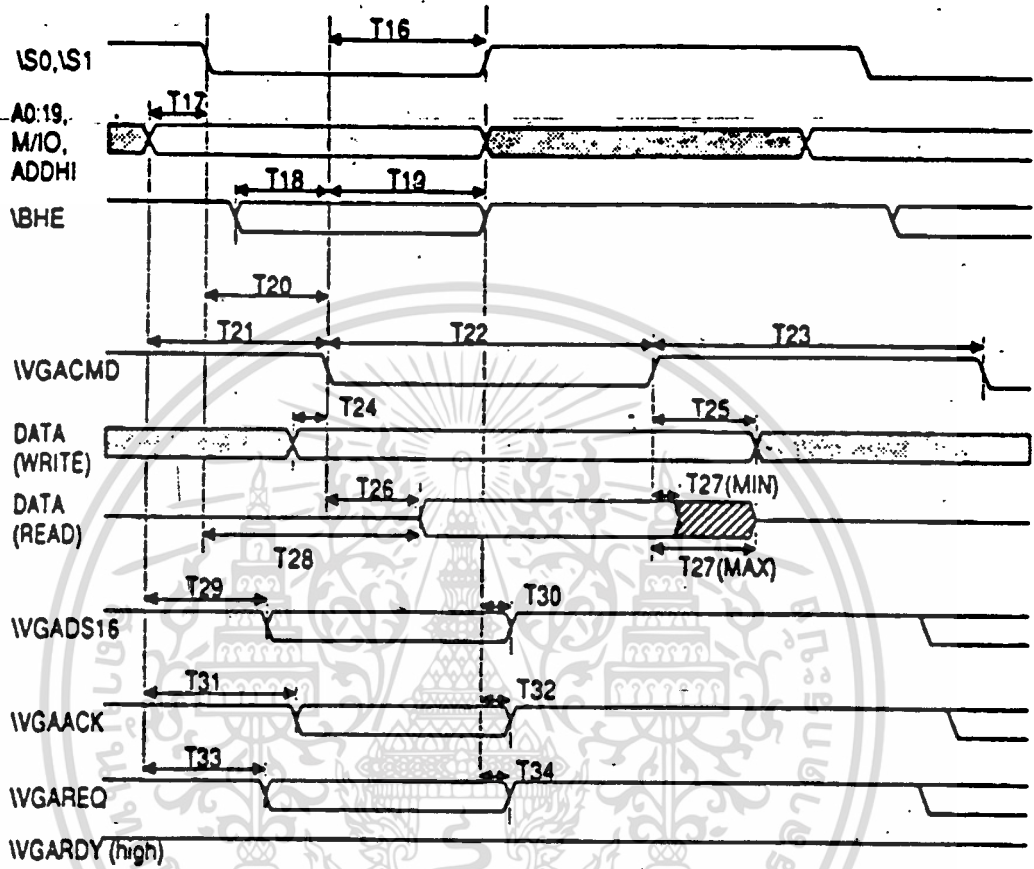 T16
\S0,\S1
T17
A0:19,
M/IO,
ADDHI
T18
T19
\BHE
T20
T21
T22
T23
\VGACMD
T24
T25
DATA
(WRITE)
T26
T27(MIN)
DATA
(READ)
T28
T27(MAX)
T29
T30
\VGADS16
T31
T32
\VGAACK
T33
T34
\VGAREQ
\VGARDY (high)